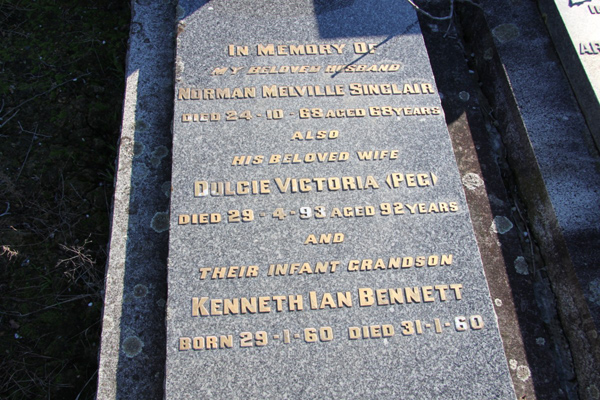 IN MEMORY OF
MY BELOVED HUSBAND
NORMAN MELVILLE SINCLAIR
DIED 24-10-68 AGED 68 YEARS
ALSO
HIS BELOVED WIFE
DULCIE VICTORIA (PEG)
DIED 29-4-93 AGED 92 YEARS
AND
THEIR INFANT GRANDSON
KENNETH IAN BENNETT
BORN 29-1-60 DIED 31-1-60